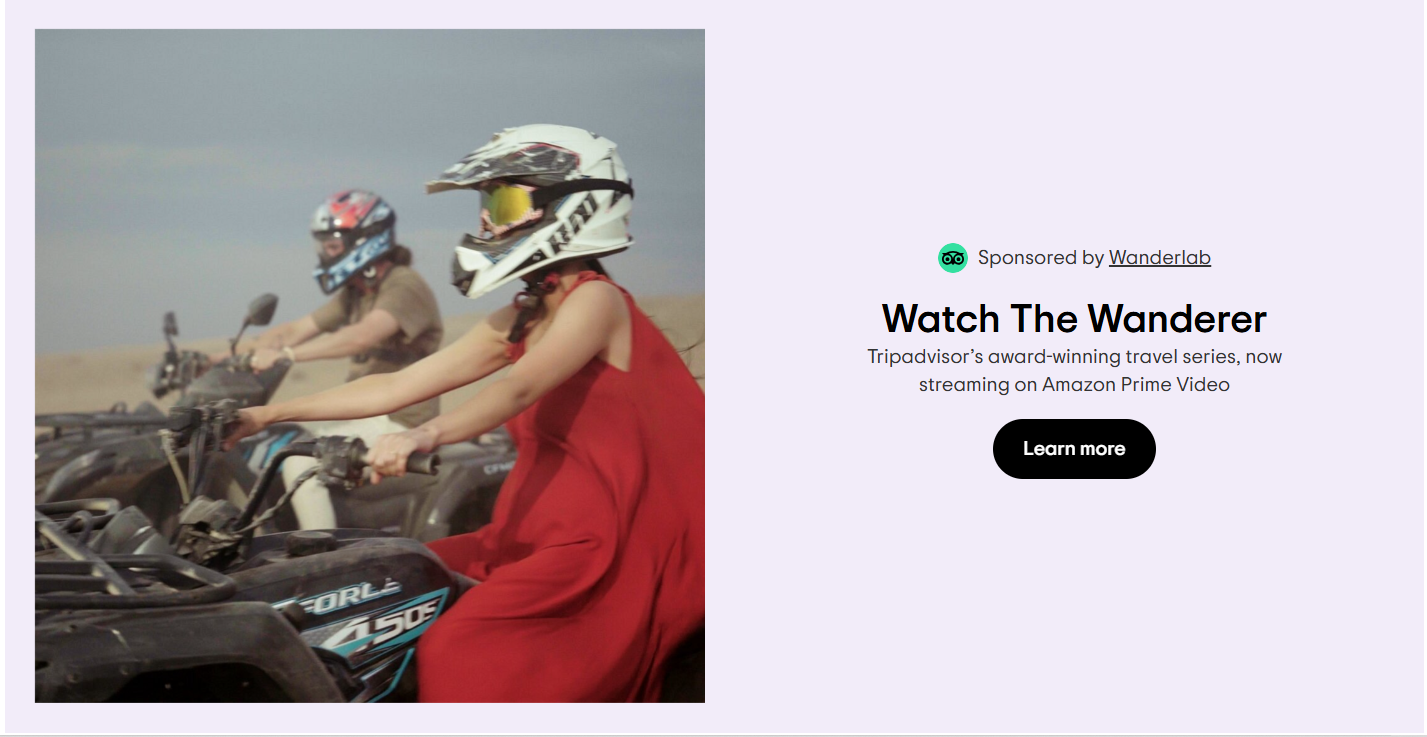 Sponsored by Wanderlab
Watch The Wanderer
Tripadvisor’s award-winning travel series, now
streaming on Amazon Prime Video
Learn more
FORCE
450S